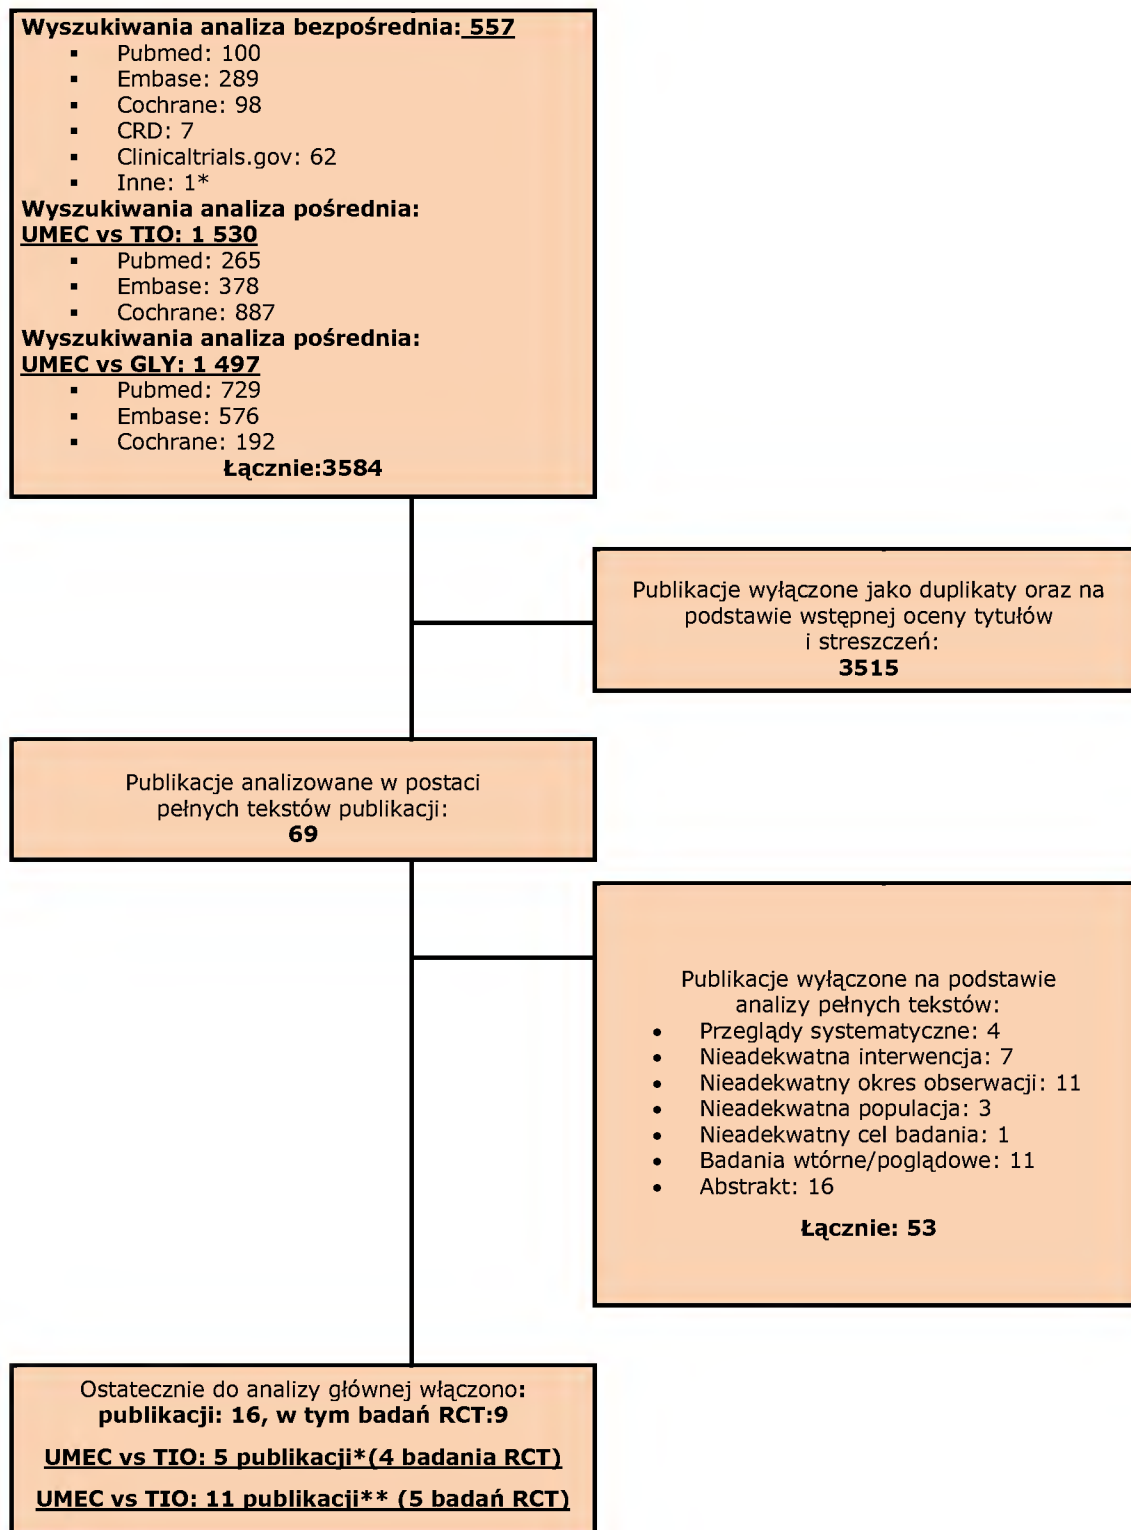 Wyszukiwania analiza bezpośrednia: 557
▪ Pubmed: 100
▪ Embase: 289
▪ Cochrane: 98
▪ CRD: 7
▪ Clinicaltrials.gov: 62
▪ Inne: 1*
Wyszukiwania analiza pośrednia:
UMEC vs TIO: 1 530
▪ Pubmed: 265
▪ Embase: 378
▪ Cochrane: 887
Wyszukiwania analiza pośrednia:
UMEC vs GLY: 1 497
▪ Pubmed: 729
▪ Embase: 576
▪ Cochrane: 192
Łącznie:3584
Publikacje wyłączone jako duplikaty oraz na
podstawie wstępnej oceny tytułów
i streszczeń:
3515
Publikacje analizowane w postaci
pełnych tekstów publikacji:
69
Publikacje wyłączone na podstawie
analizy pełnych tekstów:
• Przeglądy systematyczne: 4
• Nieadekwatna interwencja: 7
• Nieadekwatny okres obserwacji: 11
• Nieadekwatna populacja: 3
• Nieadekwatny cel badania: 1
• Badania wtórne/poglądowe: 11
• Abstrakt: 16
Łącznie: 53
Ostatecznie do analizy głównej włączono:
publikacji: 16, w tym badań RCT:9
UMEC vs TIO: 5 publikacji*(4 badania RCT)
UMEC vs TIO: 11 publikacji** (5 badań RCT)